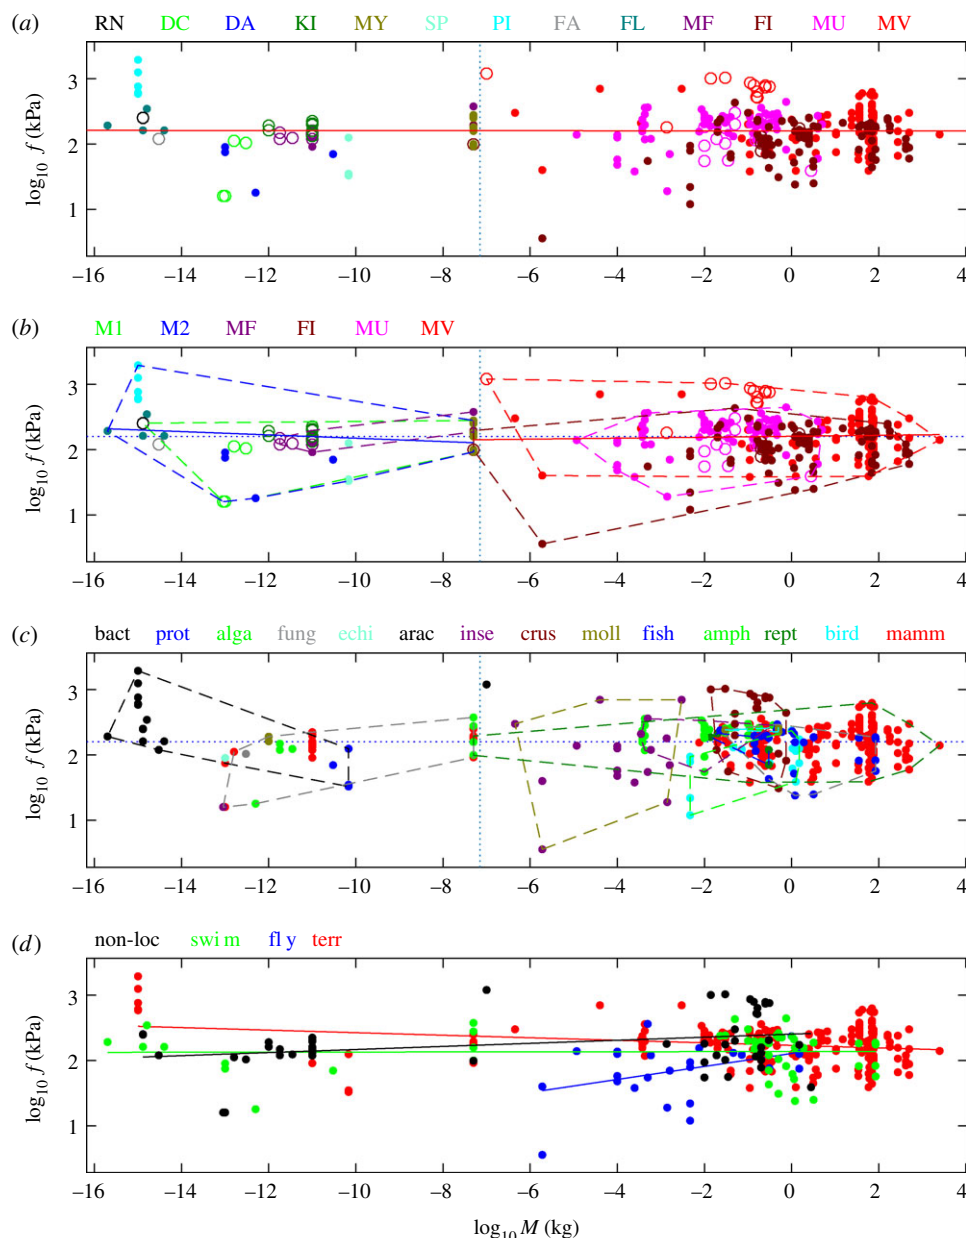 (a) RN DC DA KI MY SP PI FA FL MF FI MU MV
3
2
1
log10 f (kPa)
−16 −14 −12 −10 −8 −6 −4 −2 0 2 4
(b) M1 M2 MF FI MU MV
3
2
1
log10 f (kPa)
−16 −14 −12 −10 −8 −6 −4 −2 0 2 4
(c) bact prot alga fung echi arac inse crus moll fish amph rept bird mamm
3
2
1
log10 f (kPa)
−16 −14 −12 −10 −8 −6 −4 −2 0 2 4
(d) non-loc swim fly terr
3
2
1
log10 f (kPa)
−16 −14 −12 −10 −8 −6 −4 −2 0 2 4
log10 M (kg)